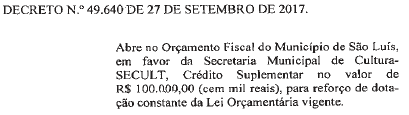 DECRETO N.º 49.640 DE 27 DE SETEMBRO DE 2017.
Abre no Orçamento Fiscal do Município de São Luís,
em favor da Secretaria Municipal de Cultura-
SECULT, Crédito Suplementar no valor de
R$ 100.000,00 (cem mil reais), para reforço de dota-
ção constante da Lei Orçamentária vigente.